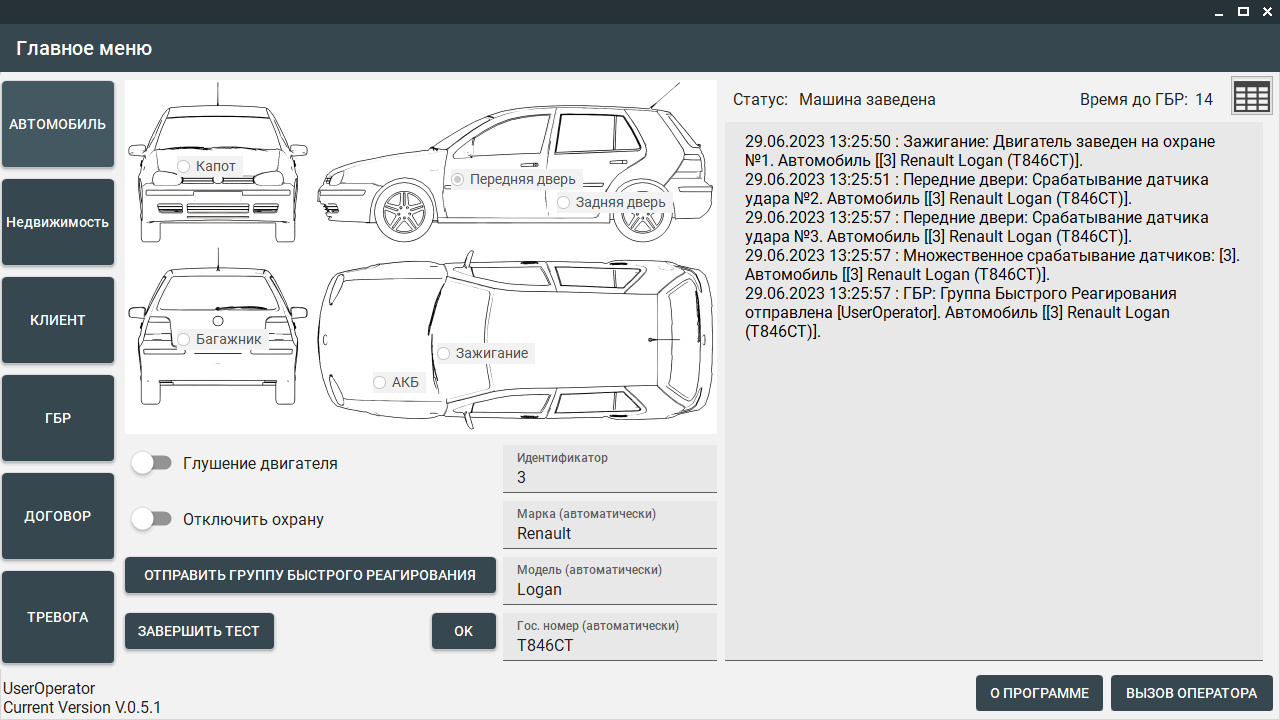 Главное меню
АВТОМОБИЛЬ
Недвижимость
КЛИЕНТ
ГБР
ДОГОВОР
ТРЕВОГА
Капот
Передняя дверь
Задняя дверь
Багажник
Зажигание
АКБ
Глушение двигателя
Отключить охрану
ОТПРАВИТЬ ГРУППУ БЫСТРОГО РЕАГИРОВАНИЯ
ЗАВЕРШИТЬ ТЕСТ
OK
Идентификатор
3
Марка (автоматически)
Renault
Модель (автоматически)
Logan
Гос. номер (автоматически)
T846CT
Статус: Машина заведена
Время до ГБР: 14
29.06.2023 13:25:50 : Зажигание: Двигатель заведен на охране
№1. Автомобиль [[3] Renault Logan (T846CT)].
29.06.2023 13:25:51 : Передние двери: Срабатывание датчика
удара №2. Автомобиль [[3] Renault Logan (T846CT)].
29.06.2023 13:25:57 : Передние двери: Срабатывание датчика
удара №3. Автомобиль [[3] Renault Logan (T846CT)].
29.06.2023 13:25:57 : Множественное срабатывание датчиков: [3].
Автомобиль [[3] Renault Logan (T846CT)].
29.06.2023 13:25:57 : ГБР: Группа Быстрого Реагирования
отправлена [UserOperator]. Автомобиль [[3] Renault Logan
(T846CT)].
UserOperator
Current Version V.0.5.1
О ПРОГРАММЕ
ВЫЗОВ ОПЕРАТОРА